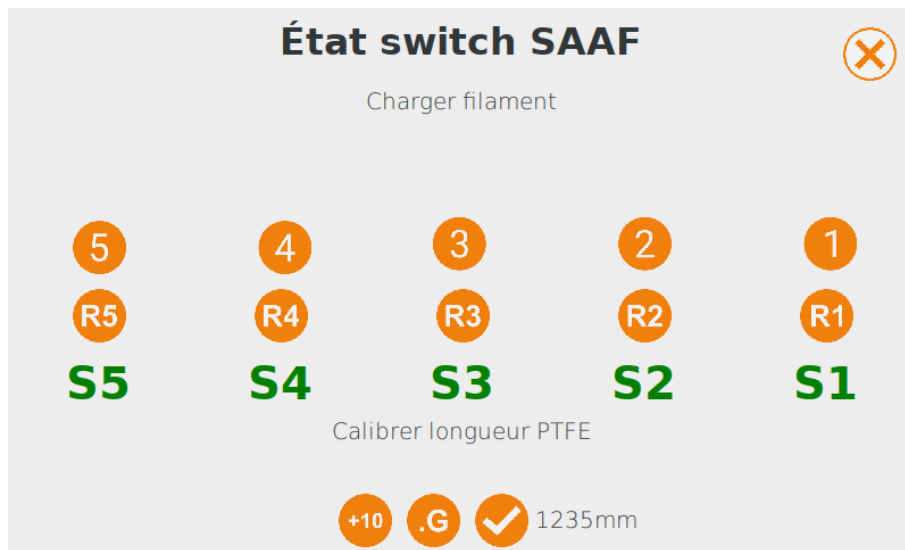 État switch SAAF
Charger filament
5 4 3 2 1
R5 R4 R3 R2 R1
S5 S4 S3 S2 S1
Calibrer longueur PTFE
+10 .G 1235mm